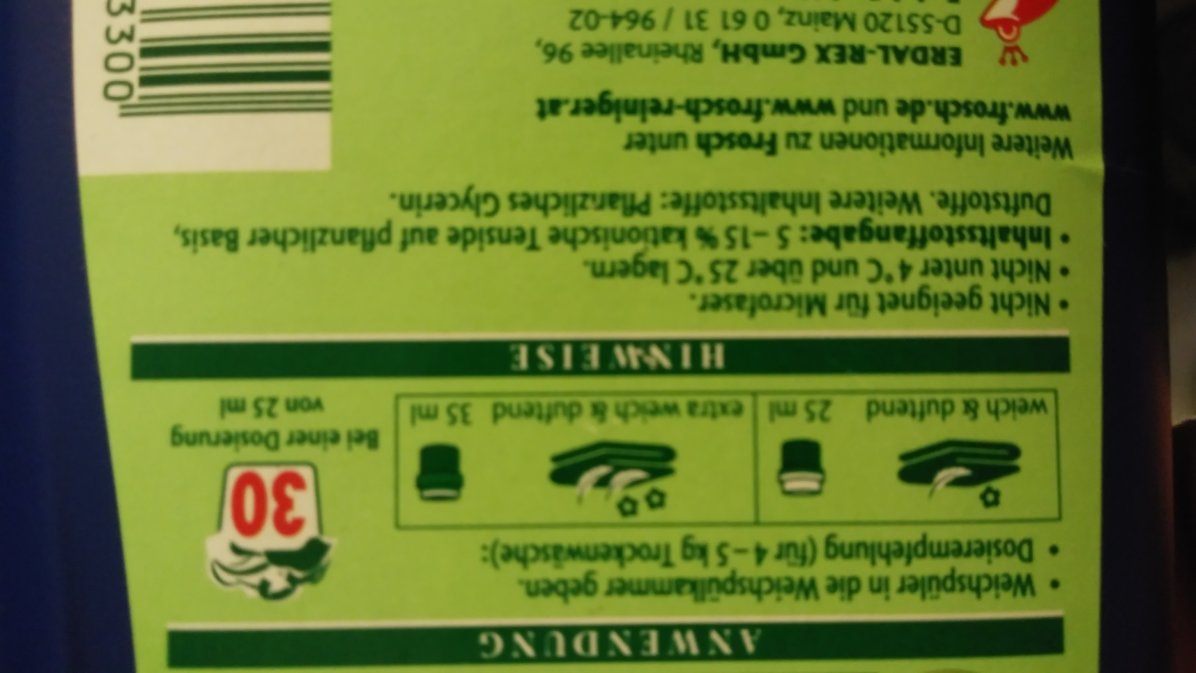 ANWENDUNG
• Weichspüler in die Weichspülkammer geben.
• Dosierempfehlung (für 4–5 kg Trockenwäsche):
weich & duftend 25 ml
extra weich & duftend 35 ml
30
Bei einer Dosierung
von 25 ml
HINWEISE
• Nicht geeignet für Microfaser.
• Nicht unter 4°C und über 25°C lagern.
• Inhaltsstoffangabe: 5 –15 % kationische Tenside auf pflanzlicher Basis,
Duftstoffe. Weitere Inhaltsstoffe: Pflanzliches Glycerin.
Weitere Informationen zu Frosch unter
www.frosch.de und www.frosch-reiniger.at
ERDAL-REX GmbH, Rheinallee 96,
D-55120 Mainz, 0 61 31 / 964-02
3300